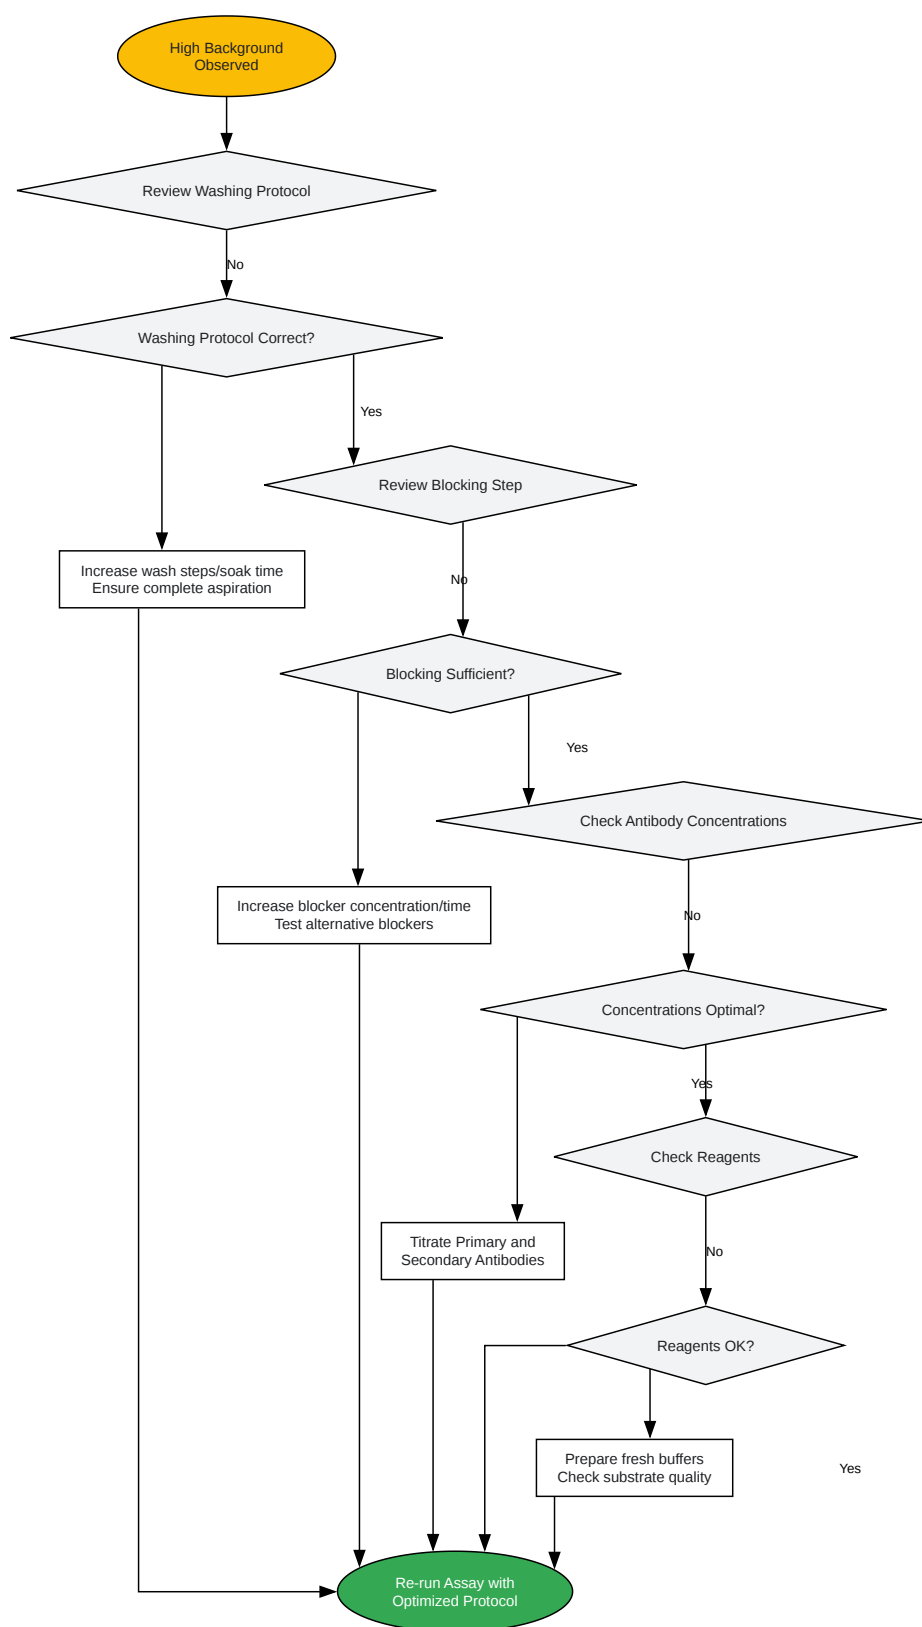 High Background
Observed
Review Washing Protocol
No
Washing Protocol Correct?
Yes
Review Blocking Step
Increase wash steps/soak time
Ensure complete aspiration
No
Blocking Sufficient?
Yes
Check Antibody Concentrations
Increase blocker concentration/time
Test alternative blockers
No
Concentrations Optimal?
Yes
Check Reagents
Titrate Primary and
Secondary Antibodies
No
Reagents OK?
Prepare fresh buffers
Check substrate quality
Yes
Re-run Assay with
Optimized Protocol